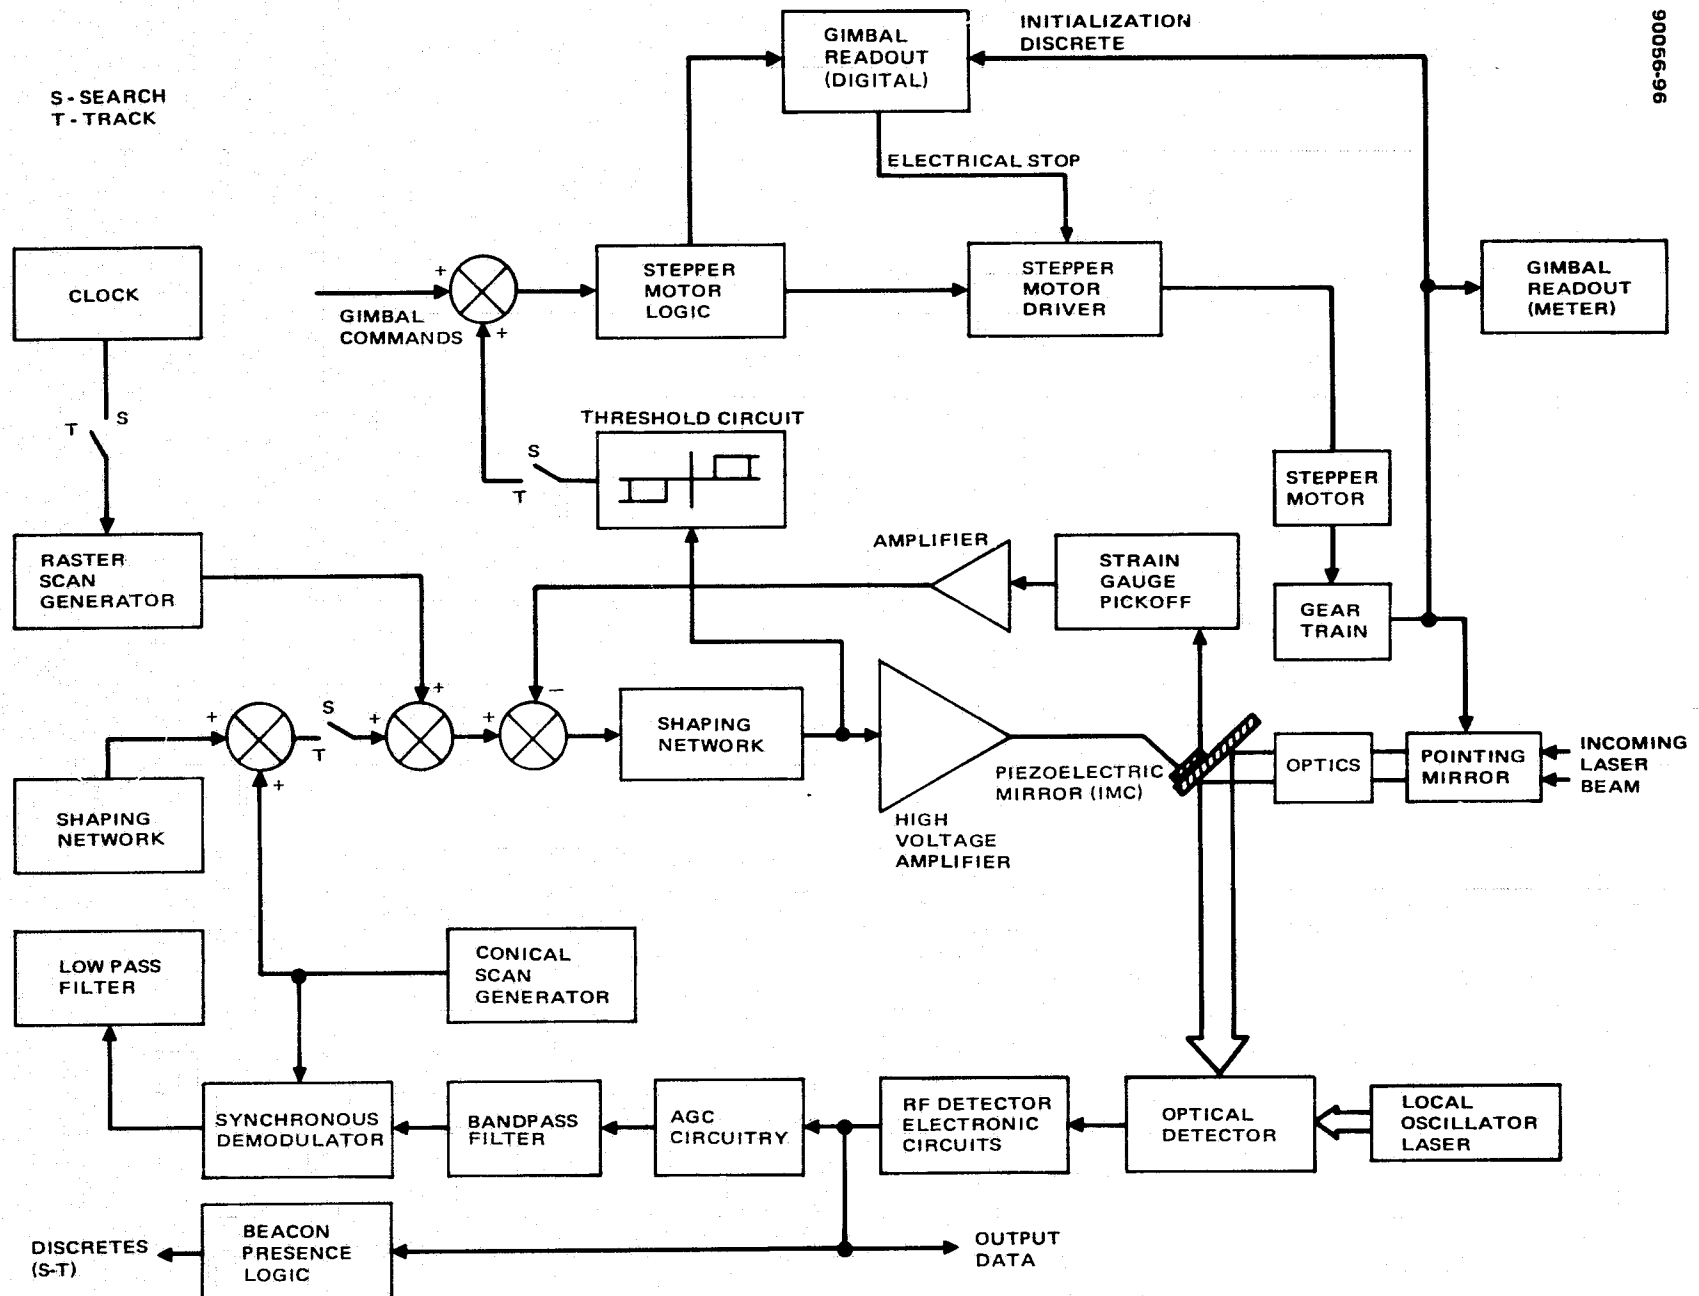 90056-96
S - SEARCH
T - TRACK
GIMBAL
READOUT
(DIGITAL)
INITIALIZATION
DISCRETE
ELECTRICAL STOP
CLOCK
+
GIMBAL
COMMANDS
+
STEPPER
MOTOR
LOGIC
STEPPER
MOTOR
DRIVER
GIMBAL
READOUT
(METER)
T
S
THRESHOLD CIRCUIT
S
T
STEPPER
MOTOR
RASTER
SCAN
GENERATOR
AMPLIFIER
STRAIN
GAUGE
PICKOFF
GEAR
TRAIN
+
S
T
+
+
+
−
+
SHAPING
NETWORK
PIEZOELECTRIC
MIRROR (IMC)
OPTICS
POINTING
MIRROR
INCOMING
LASER
BEAM
SHAPING
NETWORK
HIGH
VOLTAGE
AMPLIFIER
LOW PASS
FILTER
CONICAL
SCAN
GENERATOR
SYNCHRONOUS
DEMODULATOR
BANDPASS
FILTER
AGC
CIRCUITRY
RF DETECTOR
ELECTRONIC
CIRCUITS
OPTICAL
DETECTOR
LOCAL
OSCILLATOR
LASER
DISCRETES
(S-T)
BEACON
PRESENCE
LOGIC
OUTPUT
DATA